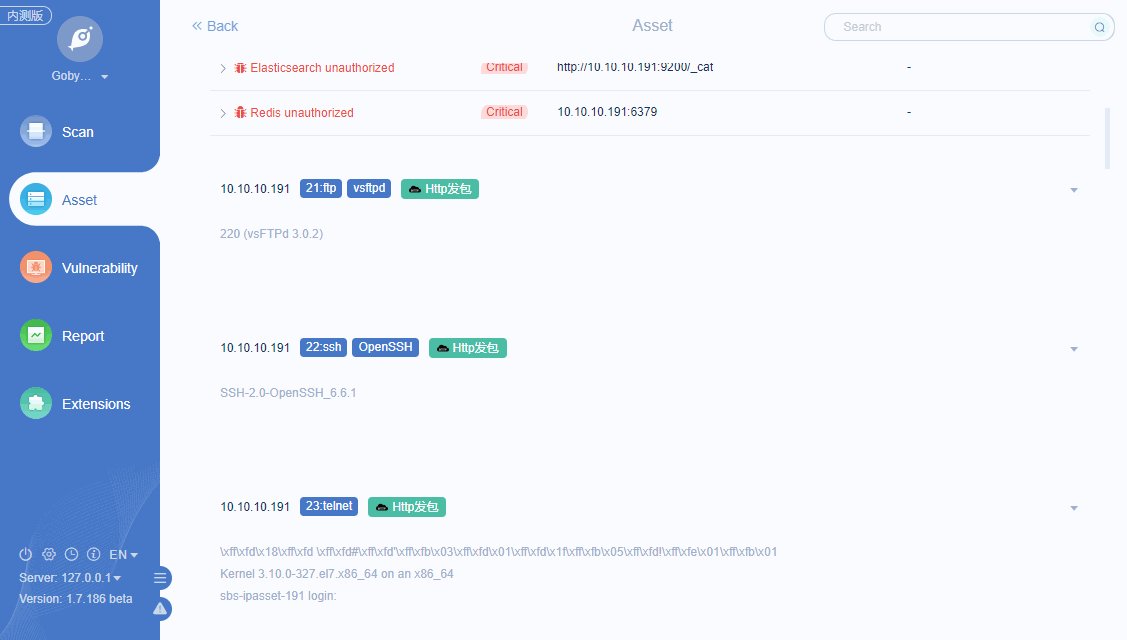 内测版
Goby...
Scan
Asset
Vulnerability
Report
Extensions
EN
Server: 127.0.0.1
Version: 1.7.186 beta
Back
Asset
Search
Elasticsearch unauthorized Critical http://10.10.10.191:9200/_cat -
Redis unauthorized Critical 10.10.10.191:6379 -
10.10.10.191 21:ftp vsftpd Http发包
220 (vsFTPd 3.0.2)
10.10.10.191 22:ssh OpenSSH Http发包
SSH-2.0-OpenSSH_6.6.1
10.10.10.191 23:telnet Http发包
\xff\xfd\x18\xff\xfd \xff\xfd#\xff\xfd'\xff\xfb\x03\xff\xfd\x01\xff\xfd\x1f\xff\xfb\x05\xff\xfd!\xff\xfe\x01\xff\xfb\x01
Kernel 3.10.0-327.el7.x86_64 on an x86_64
sbs-ipasset-191 login: